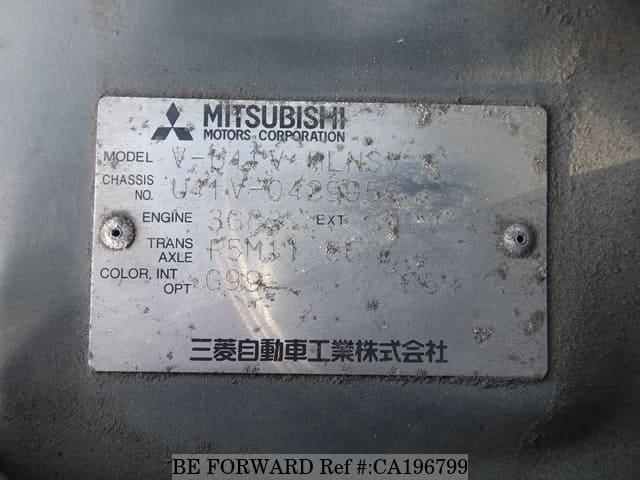 MITSUBISHI
MOTORS CORPORATION
MODEL
CHASSIS NO. U41V-0429955
ENGINE 3G83 EXT
TRANS AXLE F5M11
COLOR, INT OPT G99
三菱自動車工業株式会社
BE FORWARD Ref #:CA196799